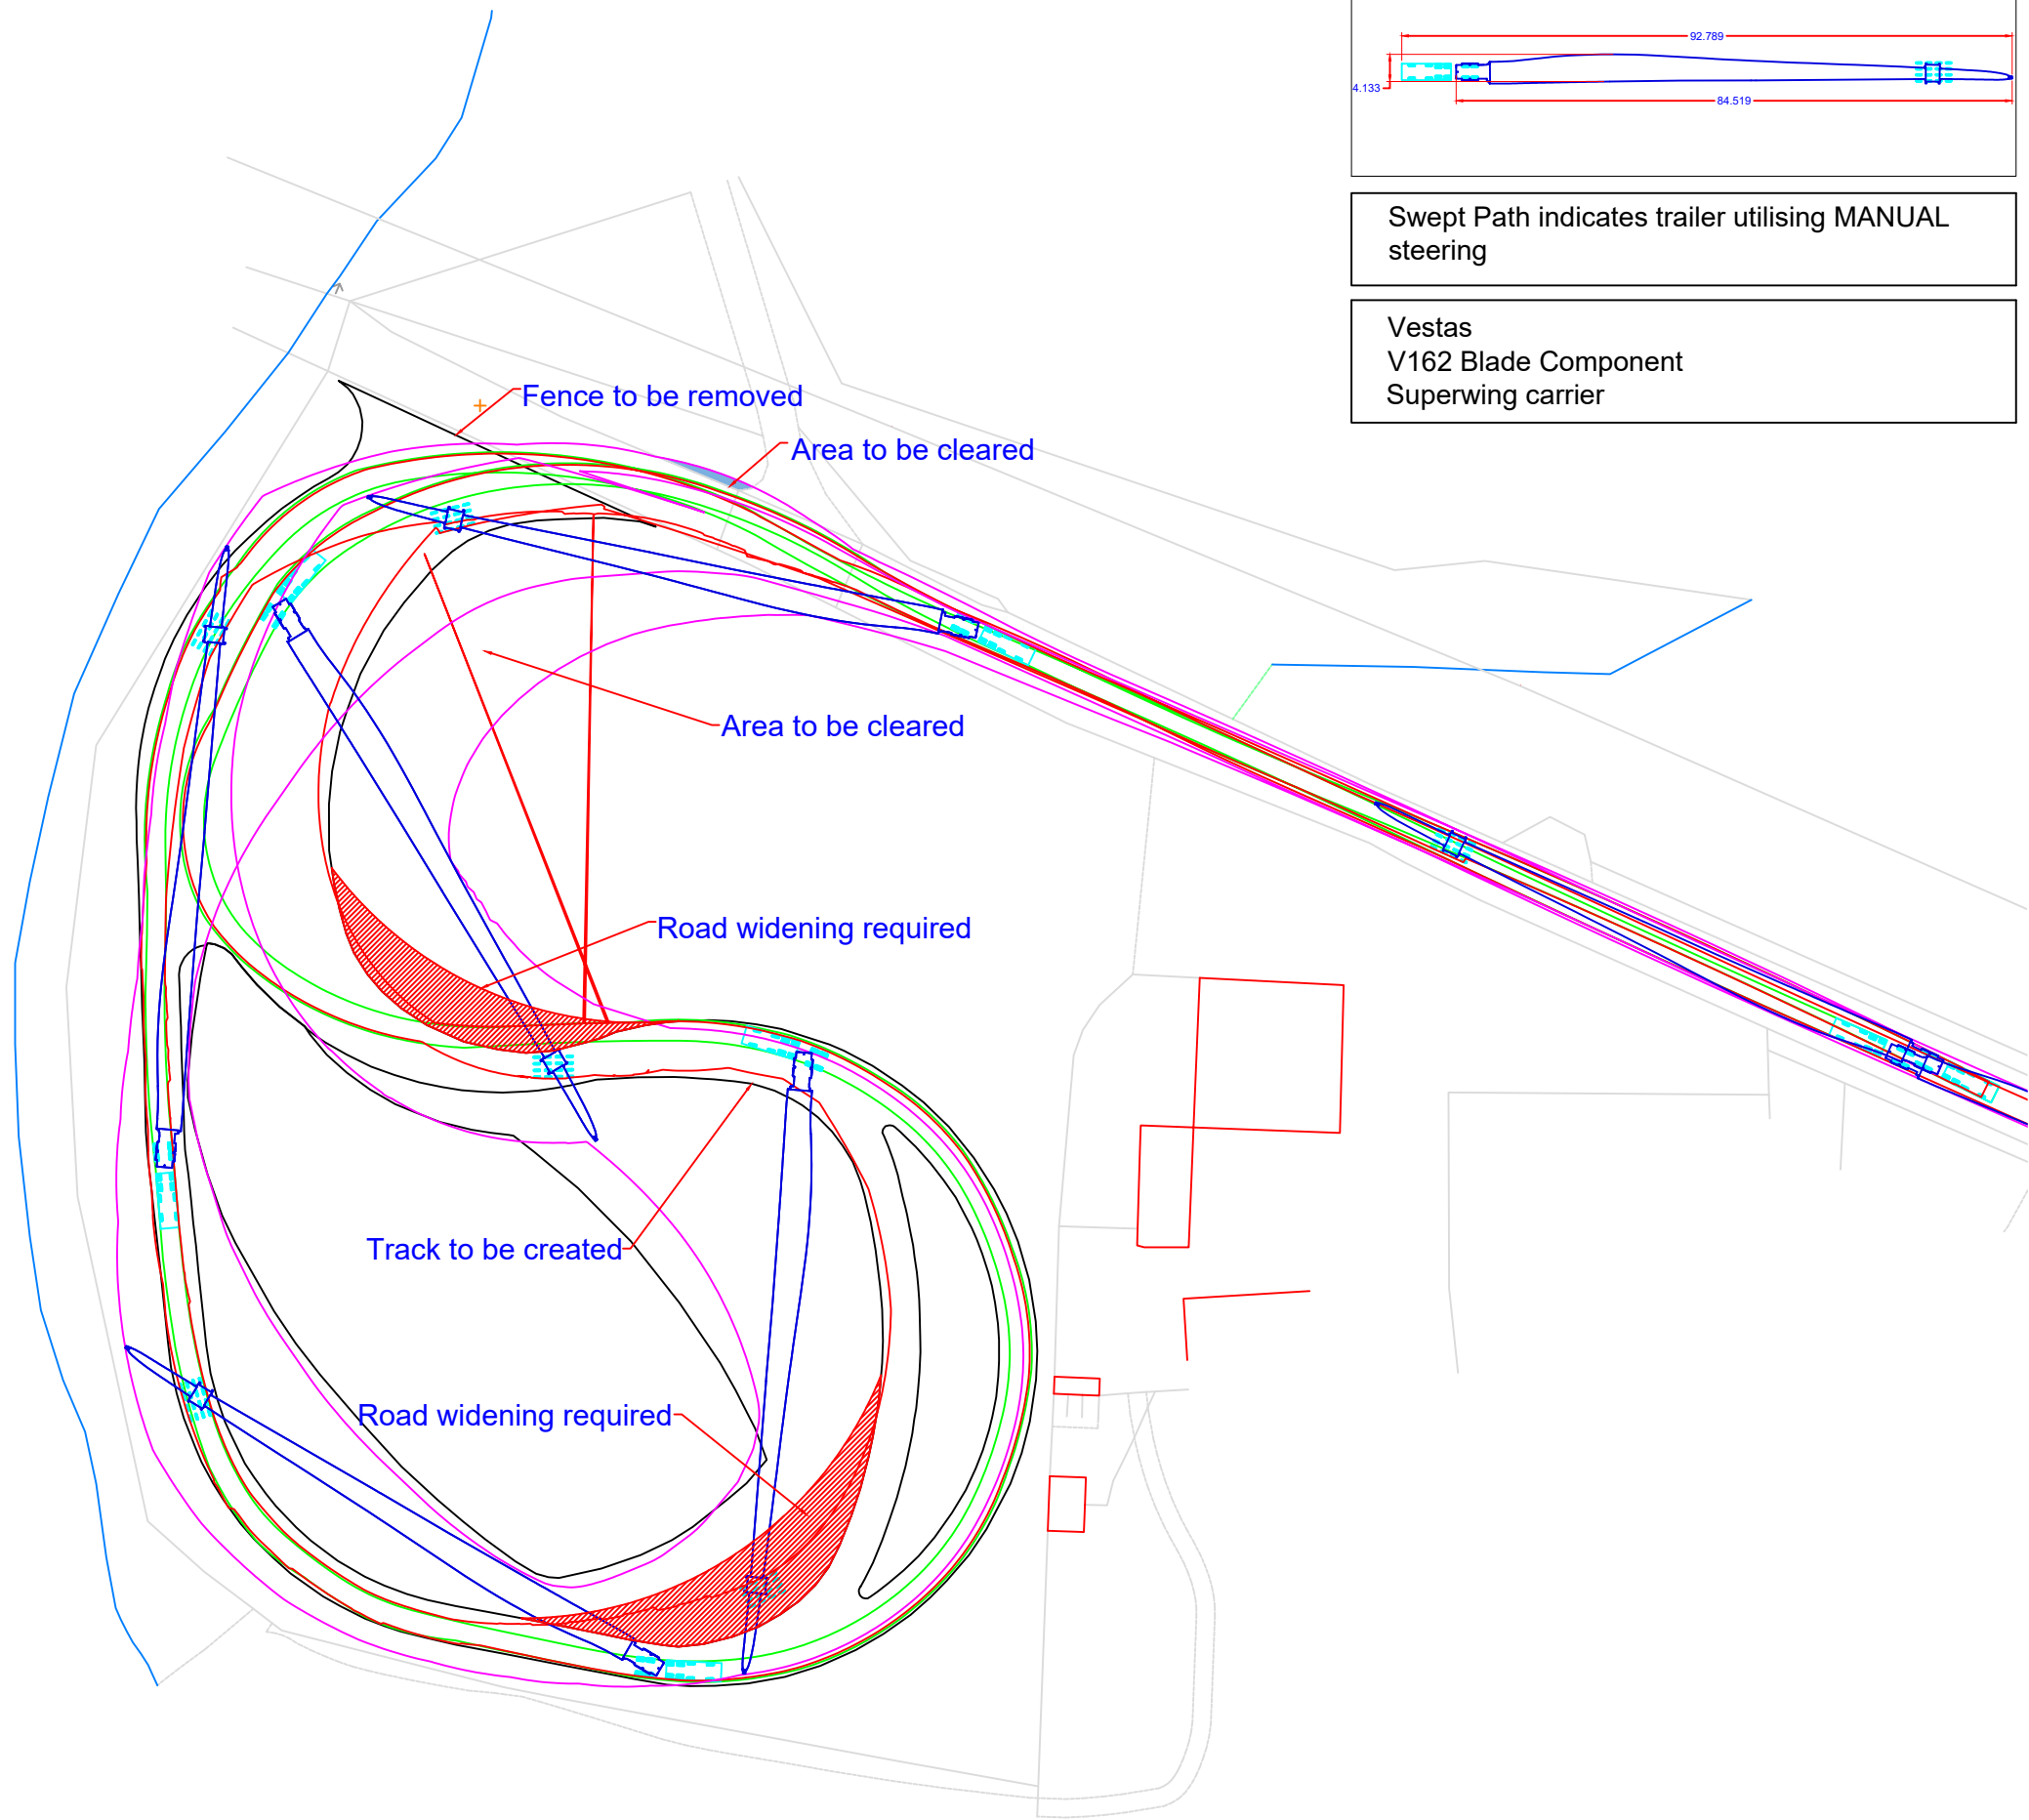 92.789
4.133
84.519
Swept Path indicates trailer utilising MANUAL
steering
Vestas
V162 Blade Component
Superwing carrier
Fence to be removed
Area to be cleared
Area to be cleared
Road widening required
Track to be created
Road widening required